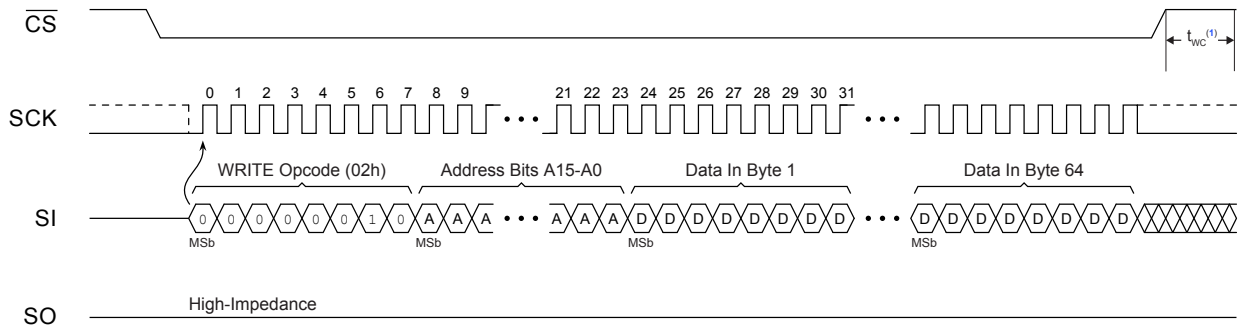 CS
t_WC(1)
SCK
0 1 2 3 4 5 6 7 8 9 • • • 21 22 23 24 25 26 27 28 29 30 31 • • •
WRITE Opcode (02h) Address Bits A15-A0 Data In Byte 1 Data In Byte 64
SI
0 0 0 0 0 0 1 0 A A A • • • A A A D D D D D D D D • • • D D D D D D D D
MSb MSb MSb MSb
High-Impedance
SO